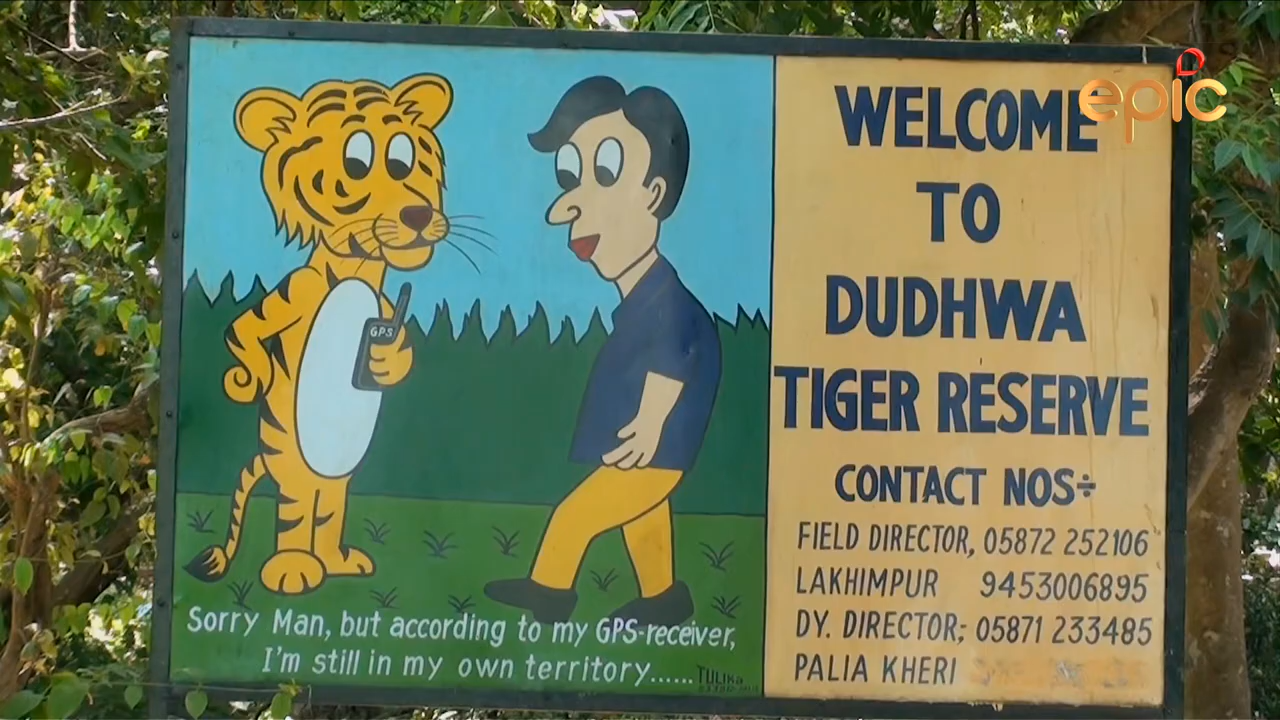 epic
WELCOME
TO
DUDHWA
TIGER RESERVE
CONTACT NOS÷
FIELD DIRECTOR, 05872 252106
LAKHIMPUR 9453006895
DY. DIRECTOR; 05871 233485
PALIA KHERI
GPS
Sorry Man, but according to my GPS-receiver,
I'm still in my own territory......
TULIKA